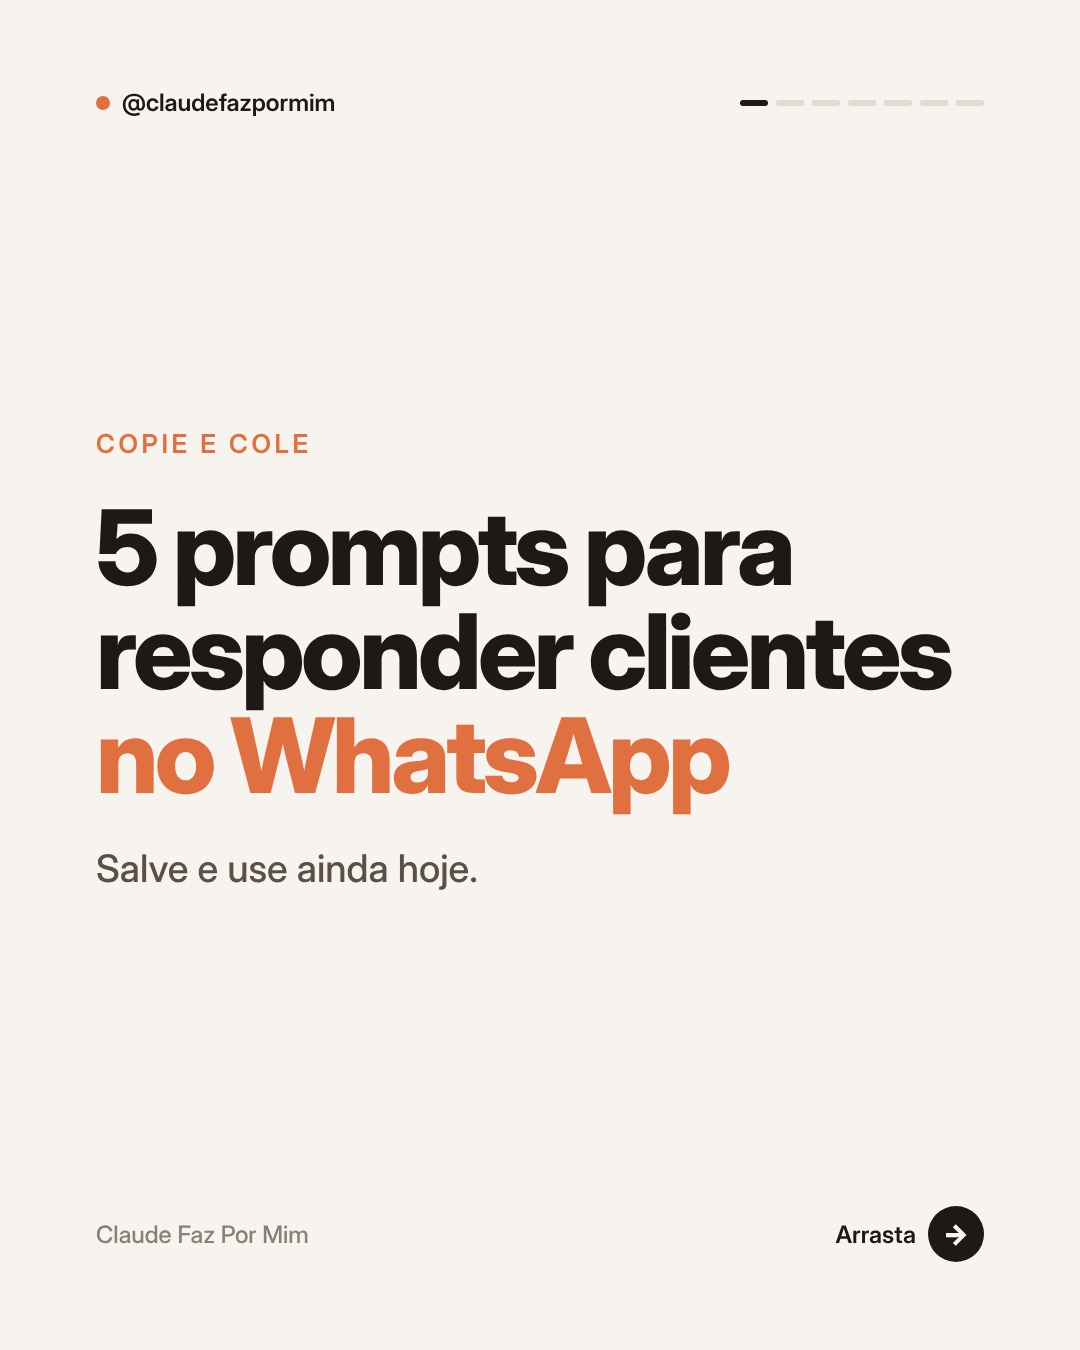 @claudefazpormim
COPIE E COLE
5 prompts para
responder clientes
no WhatsApp
Salve e use ainda hoje.
Claude Faz Por Mim
Arrasta